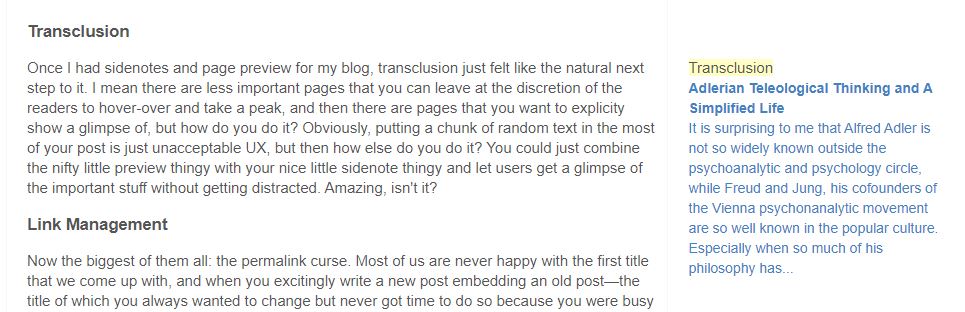 Transclusion
Once I had sidenotes and page preview for my blog, transclusion just felt like the natural next
step to it. I mean there are less important pages that you can leave at the discretion of the
readers to hover-over and take a peak, and then there are pages that you want to explicity
show a glimpse of, but how do you do it? Obviously, putting a chunk of random text in the most
of your post is just unacceptable UX, but then how else do you do it? You could just combine
the nifty little preview thingy with your nice little sidenote thingy and let users get a glimpse of
the important stuff without getting distracted. Amazing, isn't it?
Link Management
Now the biggest of them all: the permalink curse. Most of us are never happy with the first title
that we come up with, and when you excitingly write a new post embedding an old post—the
title of which you always wanted to change but never got time to do so because you were busy
Transclusion
Adlerian Teleological Thinking and A
Simplified Life
It is surprising to me that Alfred Adler is
not so widely known outside the
psychoanalytic and psychology circle,
while Freud and Jung, his cofounders of
the Vienna psychonanalytic movement
are so well known in the popular culture.
Especially when so much of his
philosophy has...